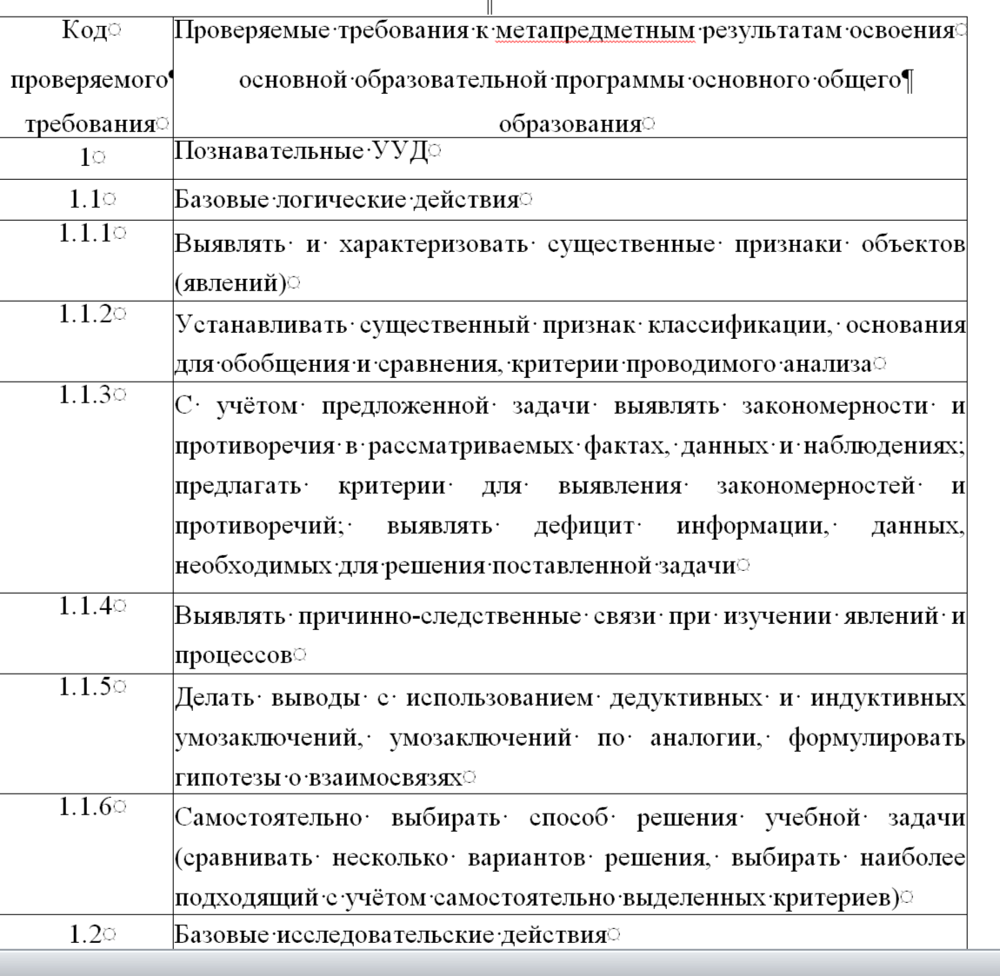 Код
проверяемого
требования
Проверяемые требования к метапредметным результатам освоения
основной образовательной программы основного общего
образования
1
Познавательные УУД
1.1
Базовые логические действия
1.1.1
Выявлять и характеризовать существенные признаки объектов
(явлений)
1.1.2
Устанавливать существенный признак классификации, основания
для обобщения и сравнения, критерии проводимого анализа
1.1.3
С учётом предложенной задачи выявлять закономерности и
противоречия в рассматриваемых фактах, данных и наблюдениях;
предлагать критерии для выявления закономерностей и
противоречий; выявлять дефицит информации, данных,
необходимых для решения поставленной задачи
1.1.4
Выявлять причинно-следственные связи при изучении явлений и
процессов
1.1.5
Делать выводы с использованием дедуктивных и индуктивных
умозаключений, умозаключений по аналогии, формулировать
гипотезы о взаимосвязях
1.1.6
Самостоятельно выбирать способ решения учебной задачи
(сравнивать несколько вариантов решения, выбирать наиболее
подходящий с учётом самостоятельно выделенных критериев)
1.2
Базовые исследовательские действия